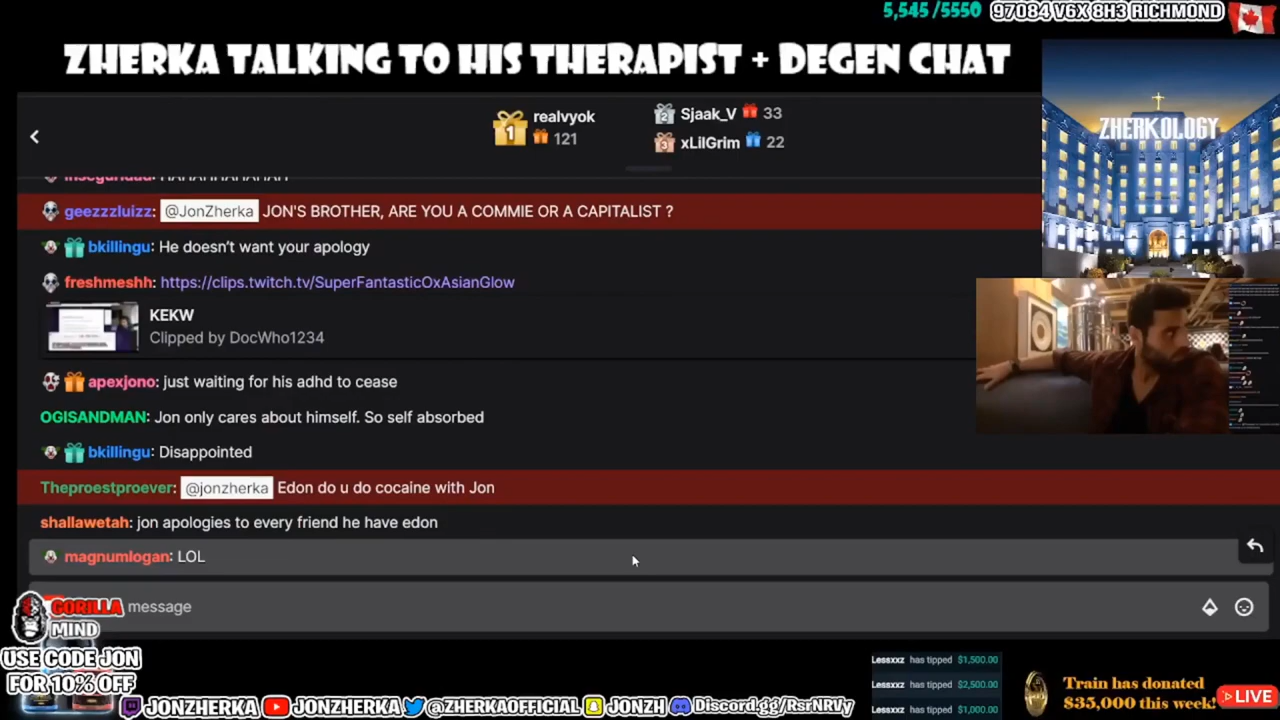 5,545 /5550
97084 V6X 8H3 RICHMOND
ZHERKA TALKING TO HIS THERAPIST + DEGEN CHAT
ZHERKOLOGY
1 realvyok
121
2 Sjaak_V 33
3 xLilGrim 22
geezzzluizz: @JonZherka JON'S BROTHER, ARE YOU A COMMIE OR A CAPITALIST ?
bkillingu: He doesn't want your apology
freshmeshh: https://clips.twitch.tv/SuperFantasticOxAsianGlow
KEKW
Clipped by DocWho1234
apexjono: just waiting for his adhd to cease
OGISANDMAN: Jon only cares about himself. So self absorbed
bkillingu: Disappointed
Theproestproever: @jonzherka Edon do u do cocaine with Jon
shallawetah: jon apologies to every friend he have edon
magnumlogan: LOL
message
GORILLA
MIND
USE CODE JON
FOR 10% OFF
JONZHERKA JONZHERKA @ZHERKAOFFICIAL JONZH Discord.gg/RsrNRVy
Lessxxz has tipped $1,500.00
Lessxxz has tipped $2,500.00
Lessxxz has tipped $1,000.00
Train has donated
$35,000 this week!
LIVE